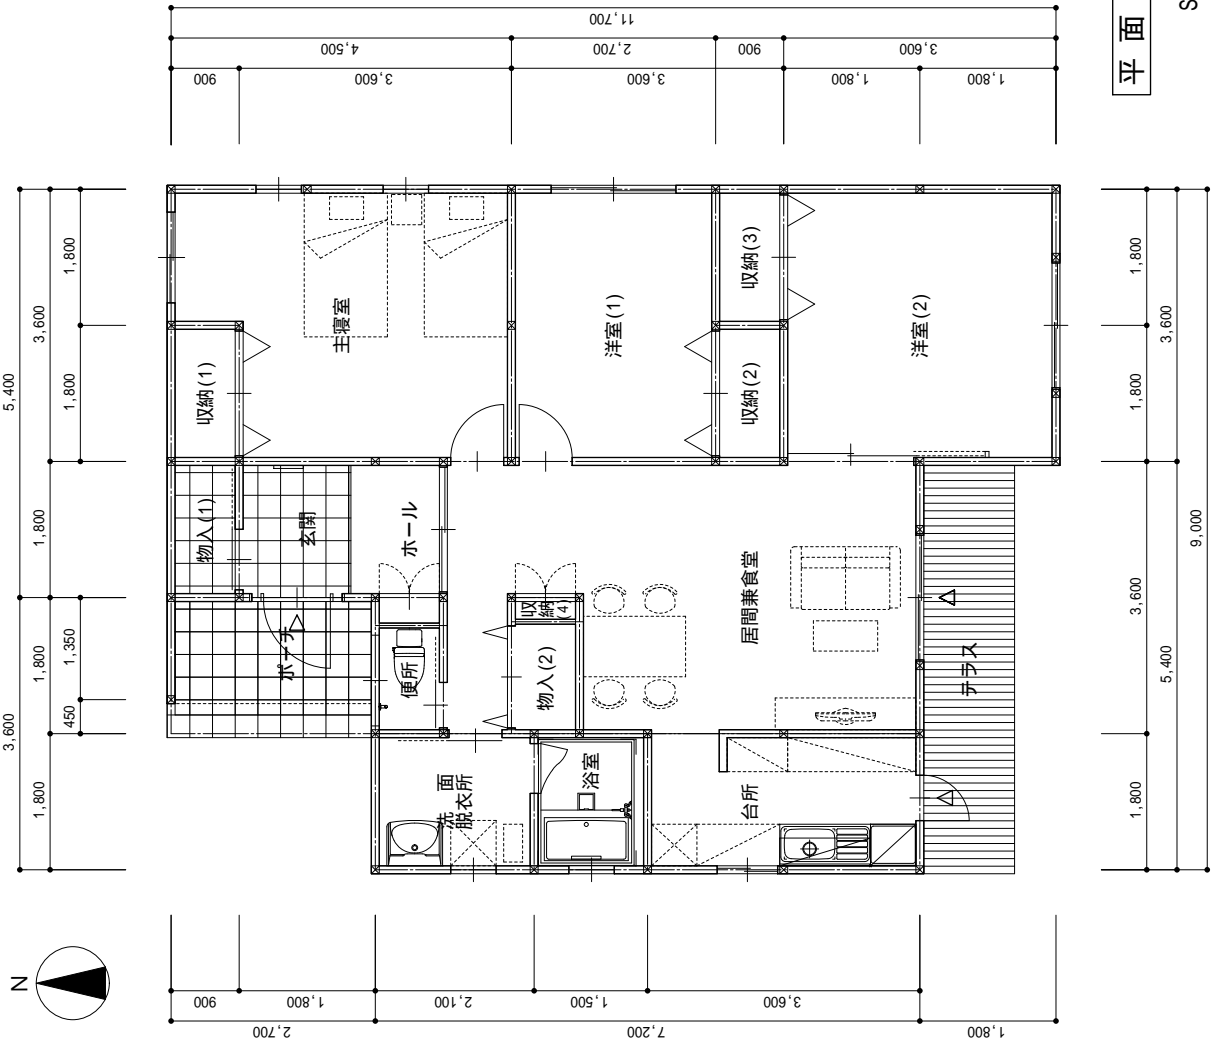 11,700
4,500
2,700
900
3,600
900
3,600
3,600
1,800
1,800
平 面
S
5,400
3,600
1,800
1,800
1,800
3,600
1,800
1,350
450
1,800
収納(1)
主寝室
洋室(1)
収納(3)
収納(2)
洋室(2)
物入(1)
玄関
ホール
ポーチ
便所
収納
(4)
物入(2)
居間兼食堂
テラス
洗面
脱衣所
浴室
台所
1,800
1,800
3,600
3,600
5,400
1,800
9,000
N
900
1,800
2,100
1,500
3,600
2,700
7,200
1,800